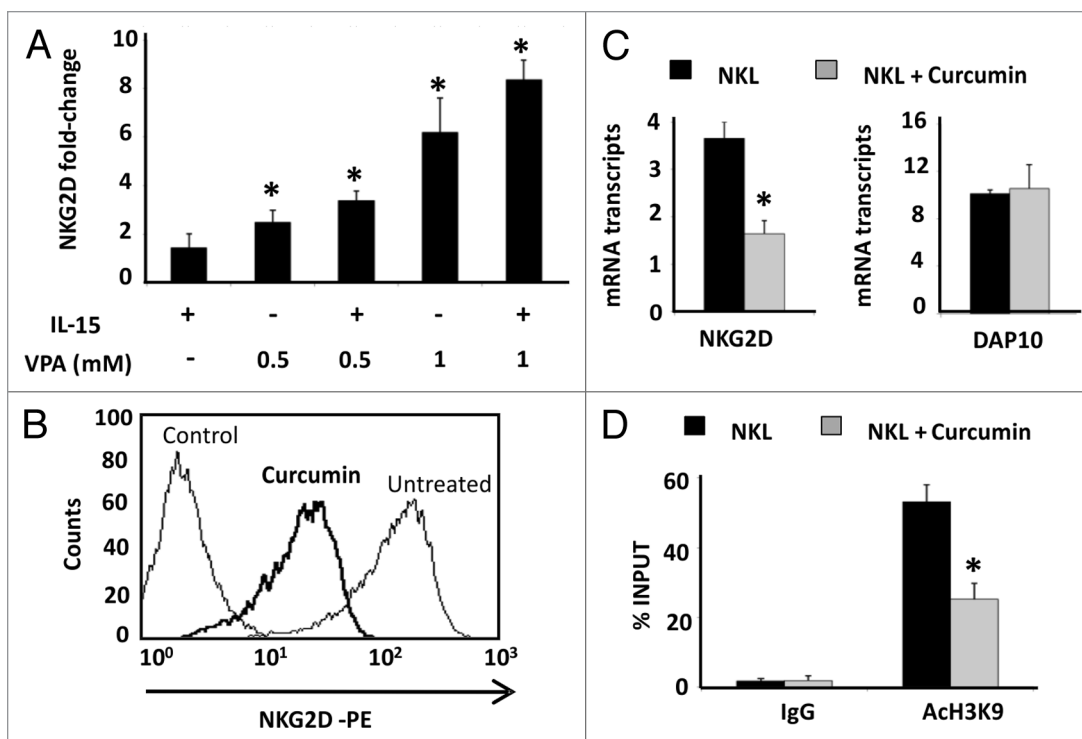 A
NKG2D fold-change
10
8
6
4
2
0
IL-15 + - + - +
VPA (mM) - 0.5 0.5 1 1
* * * *
B
Counts
100
80
60
40
20
0
Control
Curcumin
Untreated
10⁰ 10¹ 10² 10³
NKG2D -PE
C
NKL NKL + Curcumin
mRNA transcripts
4
3
2
1
0
*
NKG2D
mRNA transcripts
16
12
8
4
0
DAP10
D
NKL NKL + Curcumin
% INPUT
60
40
20
0
*
IgG AcH3K9